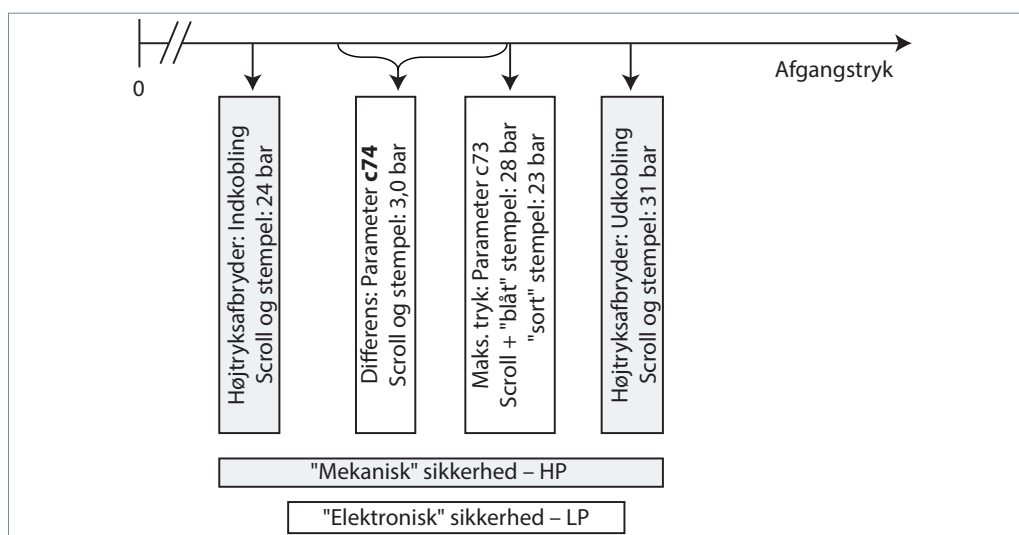 0
Afgangstryk
Højtryksafbryder: Indkobling
Scroll og stempel: 24 bar
Differens: Parameter c74
Scroll og stempel: 3,0 bar
Maks. tryk: Parameter c73
Scroll + "blåt" stempel: 28 bar
"sort" stempel: 23 bar
Højtryksafbryder: Udkobling
Scroll og stempel: 31 bar
"Mekanisk" sikkerhed – HP
"Elektronisk" sikkerhed – LP